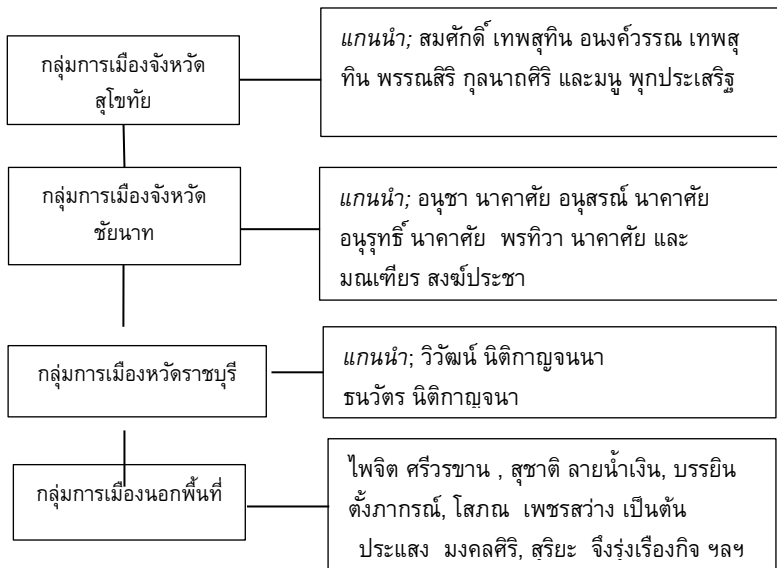 กลุ่มการเมืองจังหวัด
สุโขทัย
แกนนำ; สมศักดิ์ เทพสุทิน อนงค์วรรณ เทพสุ
ทิน พรรณสิริ กุลนาถศิริ และมนู พุกประเสริฐ
กลุ่มการเมืองจังหวัด
ชัยนาท
แกนนำ; อนุชา นาคาศัย อนุสรณ์ นาคาศัย
อนุรุทธิ์ นาคาศัย พรทิวา นาคาศัย และ
มณเฑียร สงฆ์ประชา
กลุ่มการเมืองหวัดราชบุรี
แกนนำ; วิวัฒน์ นิติกาญจนนา
ธนวัตร นิติกาญจนา
กลุ่มการเมืองนอกพื้นที่
ไพจิต ศรีวรขาน , สุชาติ ลายน้ำเงิน, บรรยิน
ตั้งภากรณ์, โสภณ เพชรสว่าง เป็นต้น
ประแสง มงคลศิริ, สุริยะ จึงรุ่งเรืองกิจ ฯลฯ